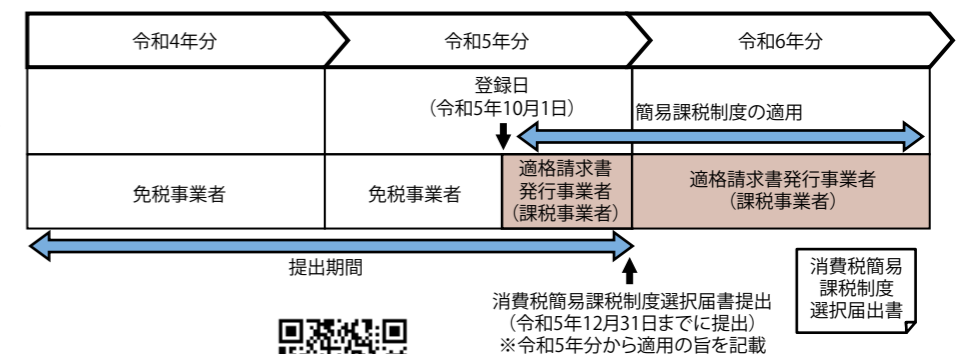 令和4年分
令和5年分
令和6年分
登録日
（令和5年10月1日）
簡易課税制度の適用
免税事業者
免税事業者
適格請求書
発行事業者
（課税事業者）
適格請求書発行事業者
（課税事業者）
提出期間
消費税簡易課税制度選択届書提出
（令和5年12月31日までに提出）
※令和5年分から適用の旨を記載
消費税簡易
課税制度
選択届出書